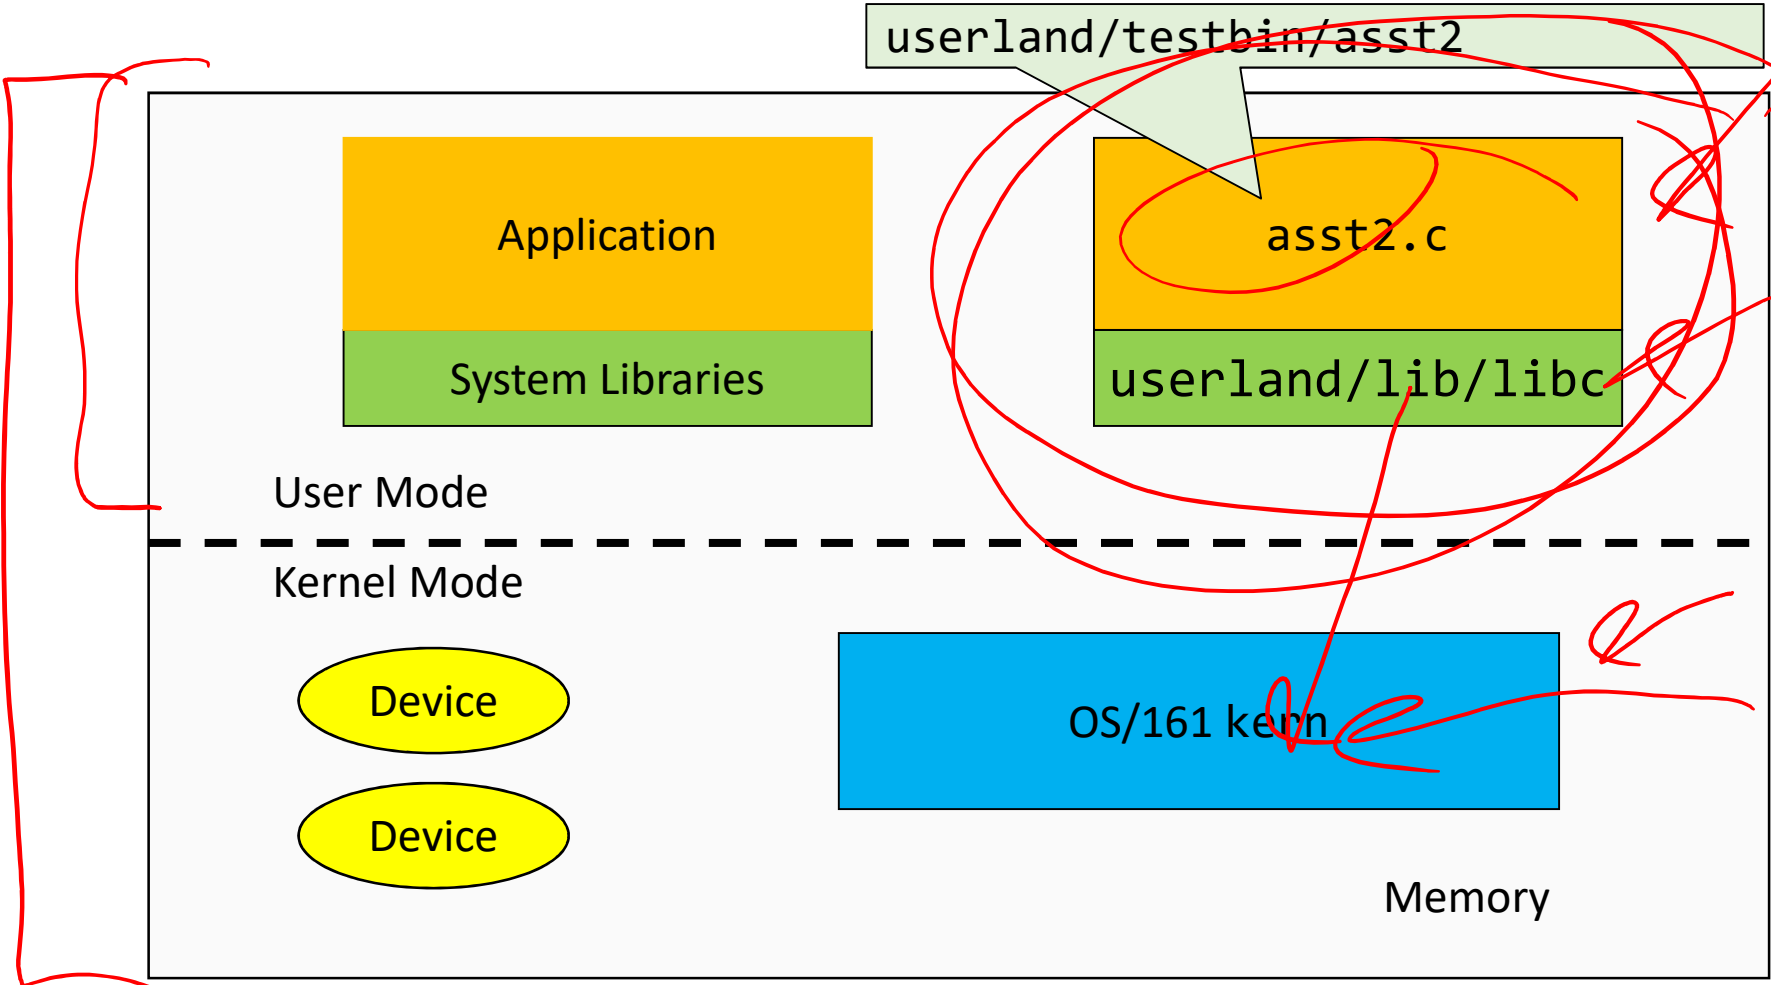 userland/testbin/asst2
Application
asst2.c
System Libraries
userland/lib/libc
User Mode
Kernel Mode
Device
OS/161 kern
Device
Memory